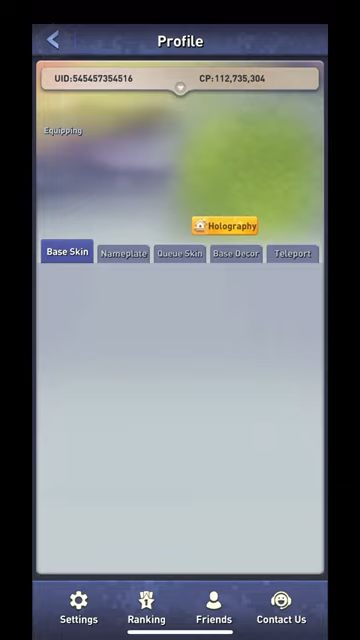 Profile
UID:545457354516 CP:112,735,304
Equipping
Holography
Base Skin Nameplate Queue Skin Base Decor Teleport
Settings Ranking Friends Contact Us